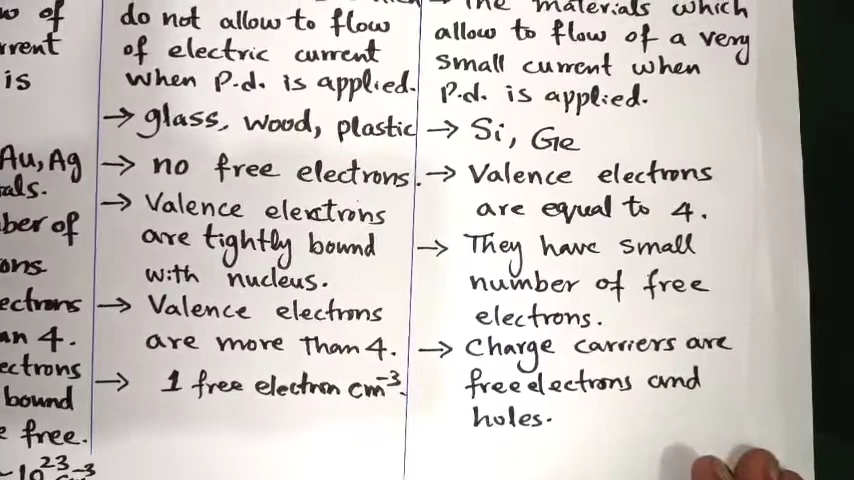 w of
rrent
is
Au, Ag
als.
ber of
ons
ectrons
an 4.
ectrons
bound
e free.
~10²³ cm⁻³
do not allow to flow
of electric current
when P.d. is applied.
→ glass, wood, plastic
→ no free electrons.
→ Valence electrons
are tightly bound
with nucleus.
→ Valence electrons
are more than 4.
→ 1 free electron cm⁻³.
→ The materials which
allow to flow of a very
small current when
P.d. is applied.
→ Si, Ge
→ Valence electrons
are equal to 4.
→ They have small
number of free
electrons.
→ Charge carriers are
free electrons and
holes.